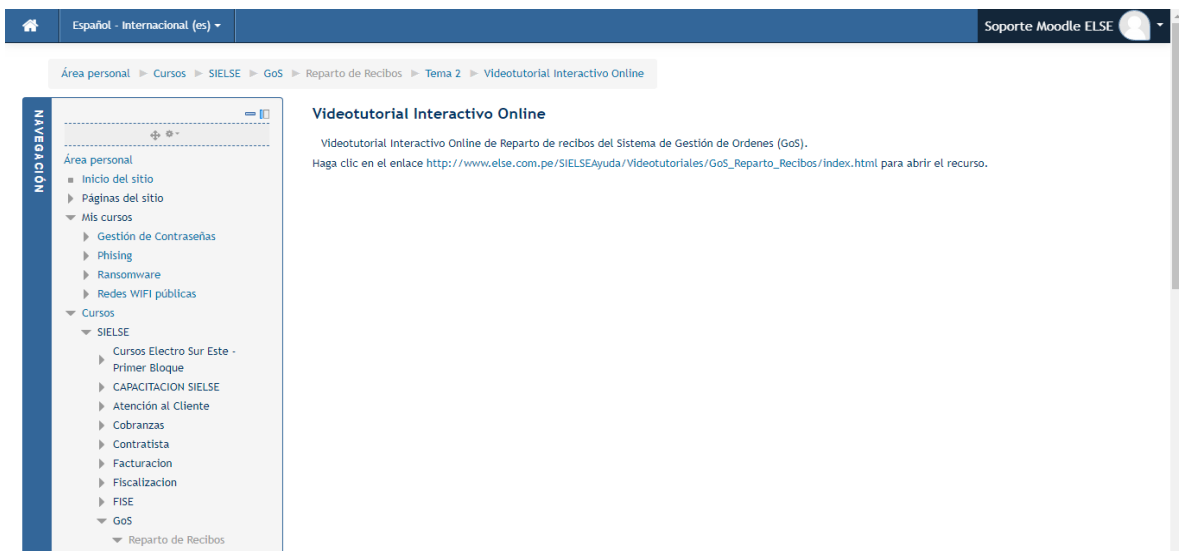 Español - Internacional (es)
Soporte Moodle ELSE
Área personal Cursos SIELSE GoS Reparto de Recibos Tema 2 Videotutorial Interactivo Online
NAVEGACIÓN
Área personal
Inicio del sitio
Páginas del sitio
Mis cursos
Gestión de Contraseñas
Phising
Ransomware
Redes WIFI públicas
Cursos
SIELSE
Cursos Electro Sur Este -
Primer Bloque
CAPACITACION SIELSE
Atención al Cliente
Cobranzas
Contratista
Facturacion
Fiscalizacion
FISE
GoS
Reparto de Recibos
Videotutorial Interactivo Online
Videotutorial Interactivo Online de Reparto de recibos del Sistema de Gestión de Ordenes (GoS).
Haga clic en el enlace http://www.else.com.pe/SIELSEAyuda/Videotutoriales/GoS_Reparto_Recibos/index.html para abrir el recurso.